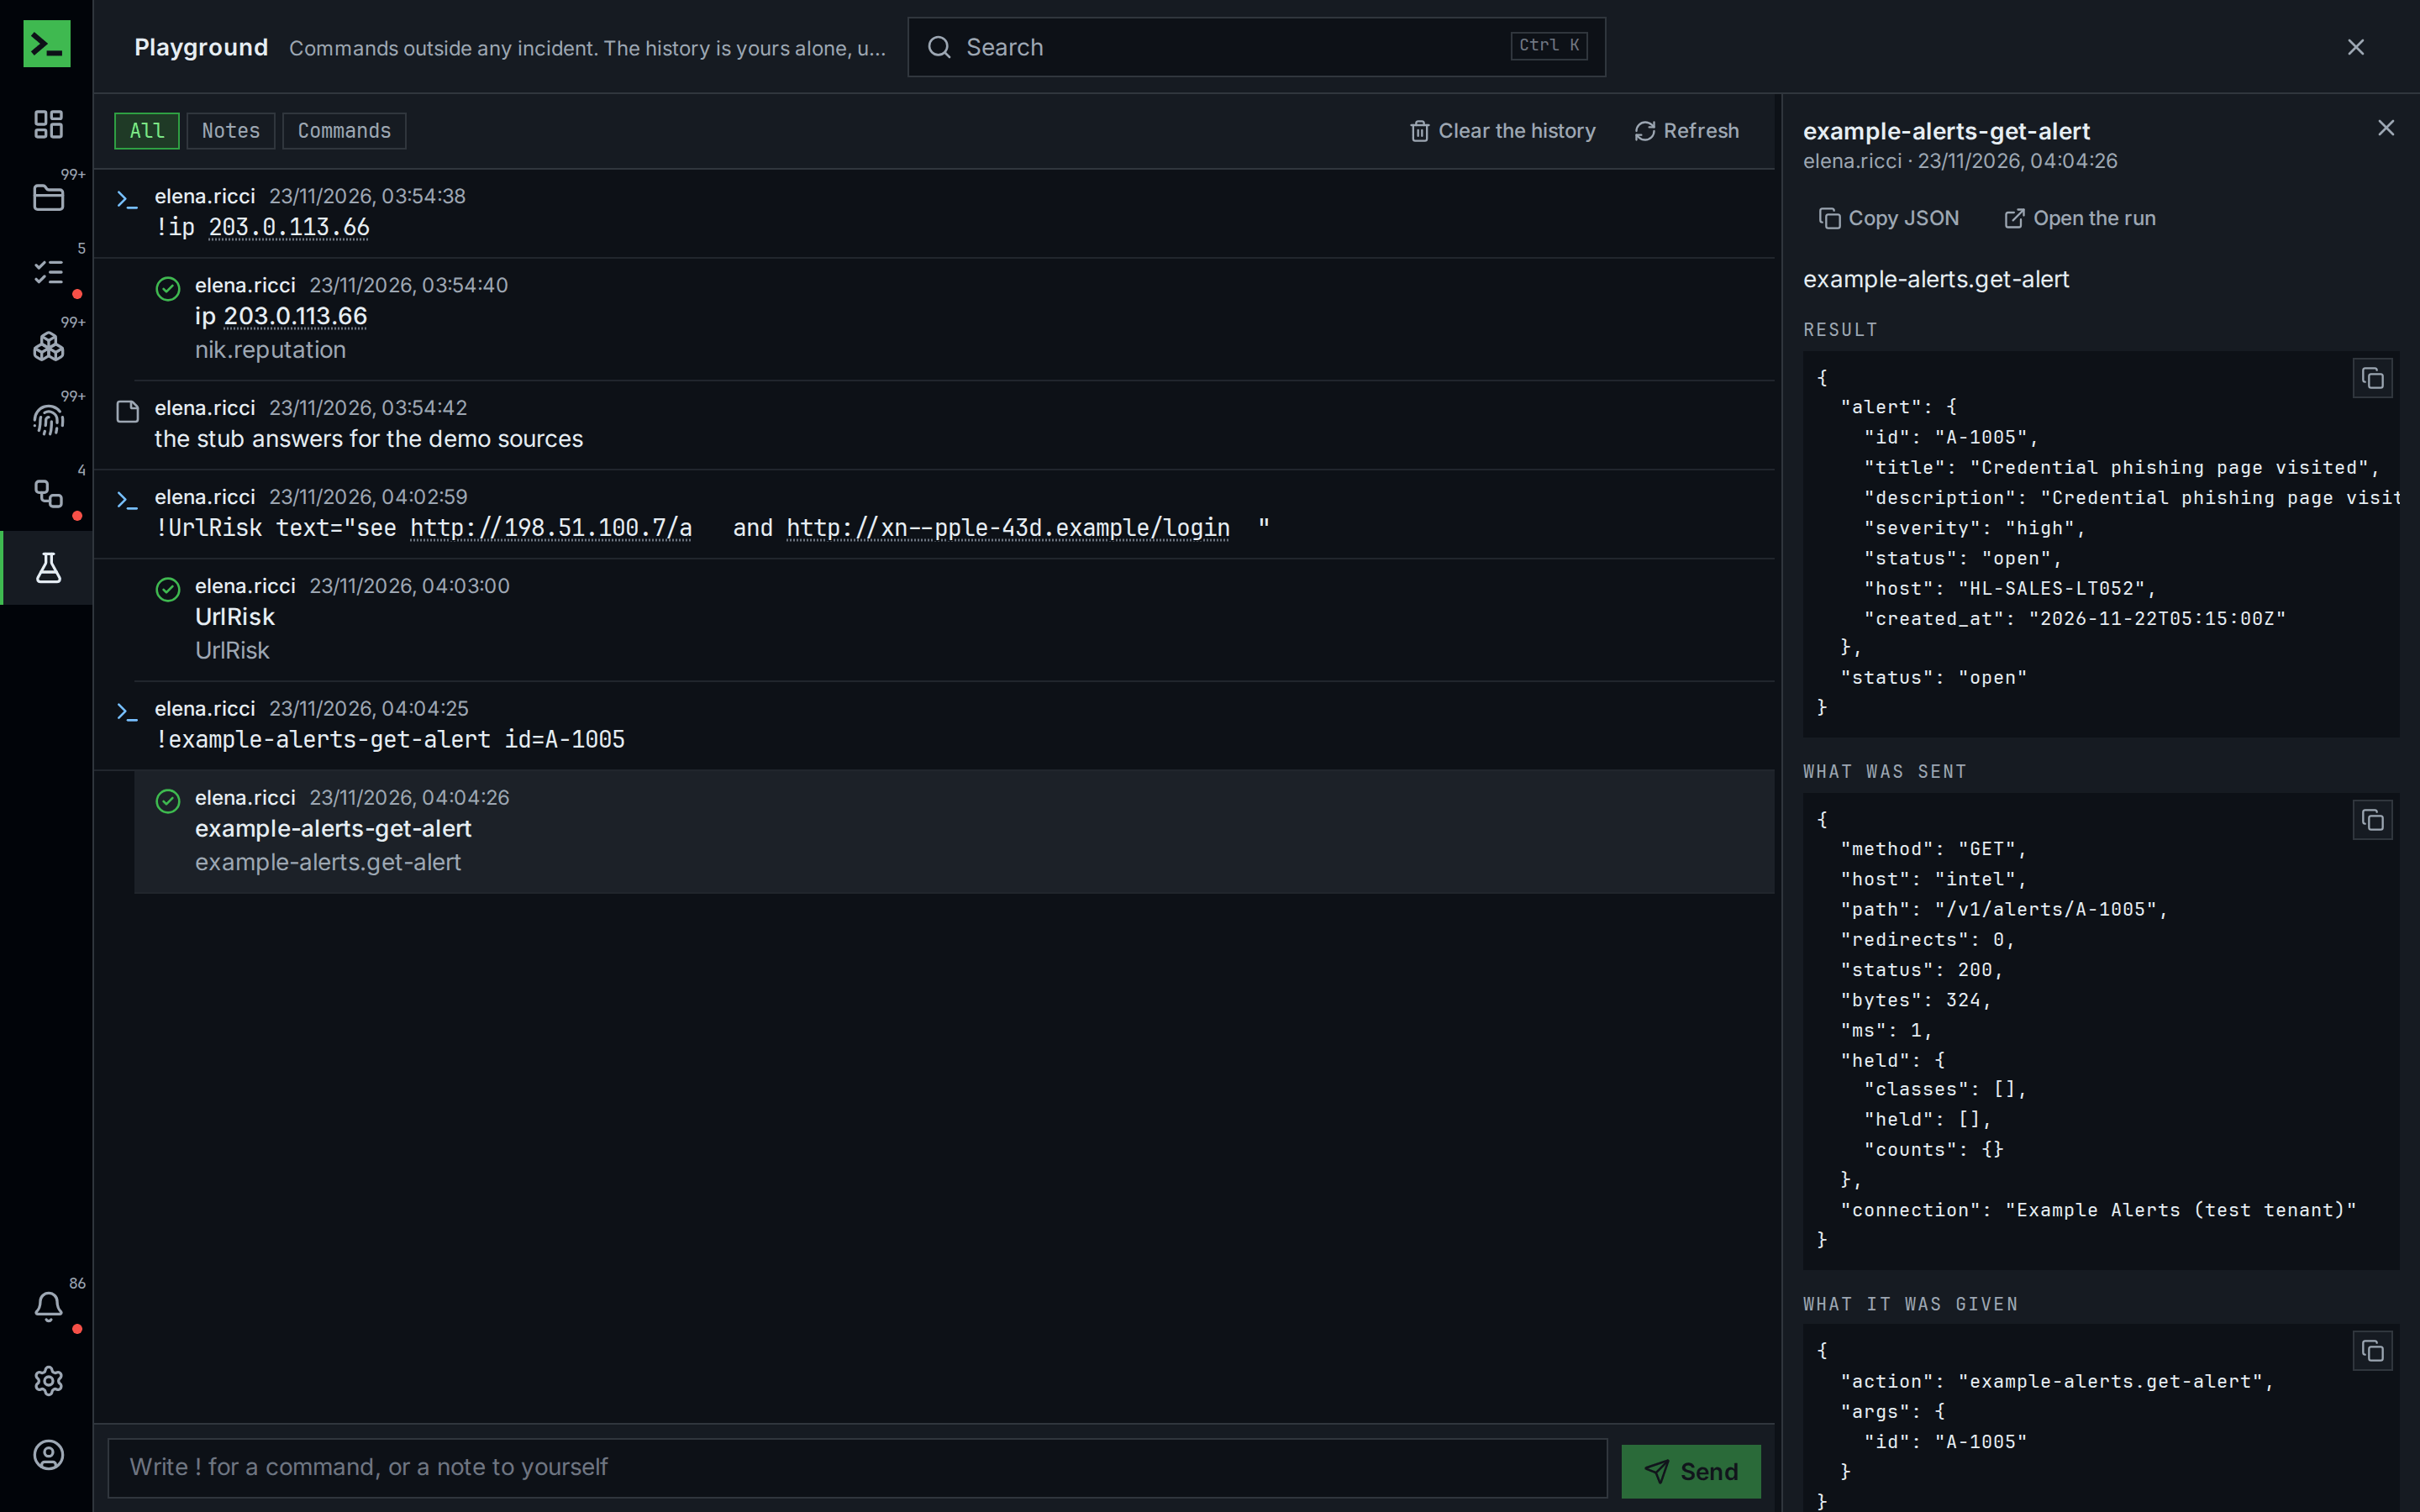 Playground
Commands outside any incident. The history is yours alone, u...
Search
Ctrl K
99+
5
99+
99+
4
86
All
Notes
Commands
Clear the history
Refresh
elena.ricci 23/11/2026, 03:54:38
!ip 203.0.113.66
elena.ricci 23/11/2026, 03:54:40
ip 203.0.113.66
nik.reputation
elena.ricci 23/11/2026, 03:54:42
the stub answers for the demo sources
elena.ricci 23/11/2026, 04:02:59
!UrlRisk text="see http://198.51.100.7/a   and http://xn--pple-43d.example/login  "
elena.ricci 23/11/2026, 04:03:00
UrlRisk
UrlRisk
elena.ricci 23/11/2026, 04:04:25
!example-alerts-get-alert id=A-1005
elena.ricci 23/11/2026, 04:04:26
example-alerts-get-alert
example-alerts.get-alert
Write ! for a command, or a note to yourself
Send
example-alerts-get-alert
elena.ricci · 23/11/2026, 04:04:26
Copy JSON
Open the run
example-alerts.get-alert
RESULT
{
  "alert": {
    "id": "A-1005",
    "title": "Credential phishing page visited",
    "description": "Credential phishing page visit
    "severity": "high",
    "status": "open",
    "host": "HL-SALES-LT052",
    "created_at": "2026-11-22T05:15:00Z"
  },
  "status": "open"
}
WHAT WAS SENT
{
  "method": "GET",
  "host": "intel",
  "path": "/v1/alerts/A-1005",
  "redirects": 0,
  "status": 200,
  "bytes": 324,
  "ms": 1,
  "held": {
    "classes": [],
    "held": [],
    "counts": {}
  },
  "connection": "Example Alerts (test tenant)"
}
WHAT IT WAS GIVEN
{
  "action": "example-alerts.get-alert",
  "args": {
    "id": "A-1005"
  }
}